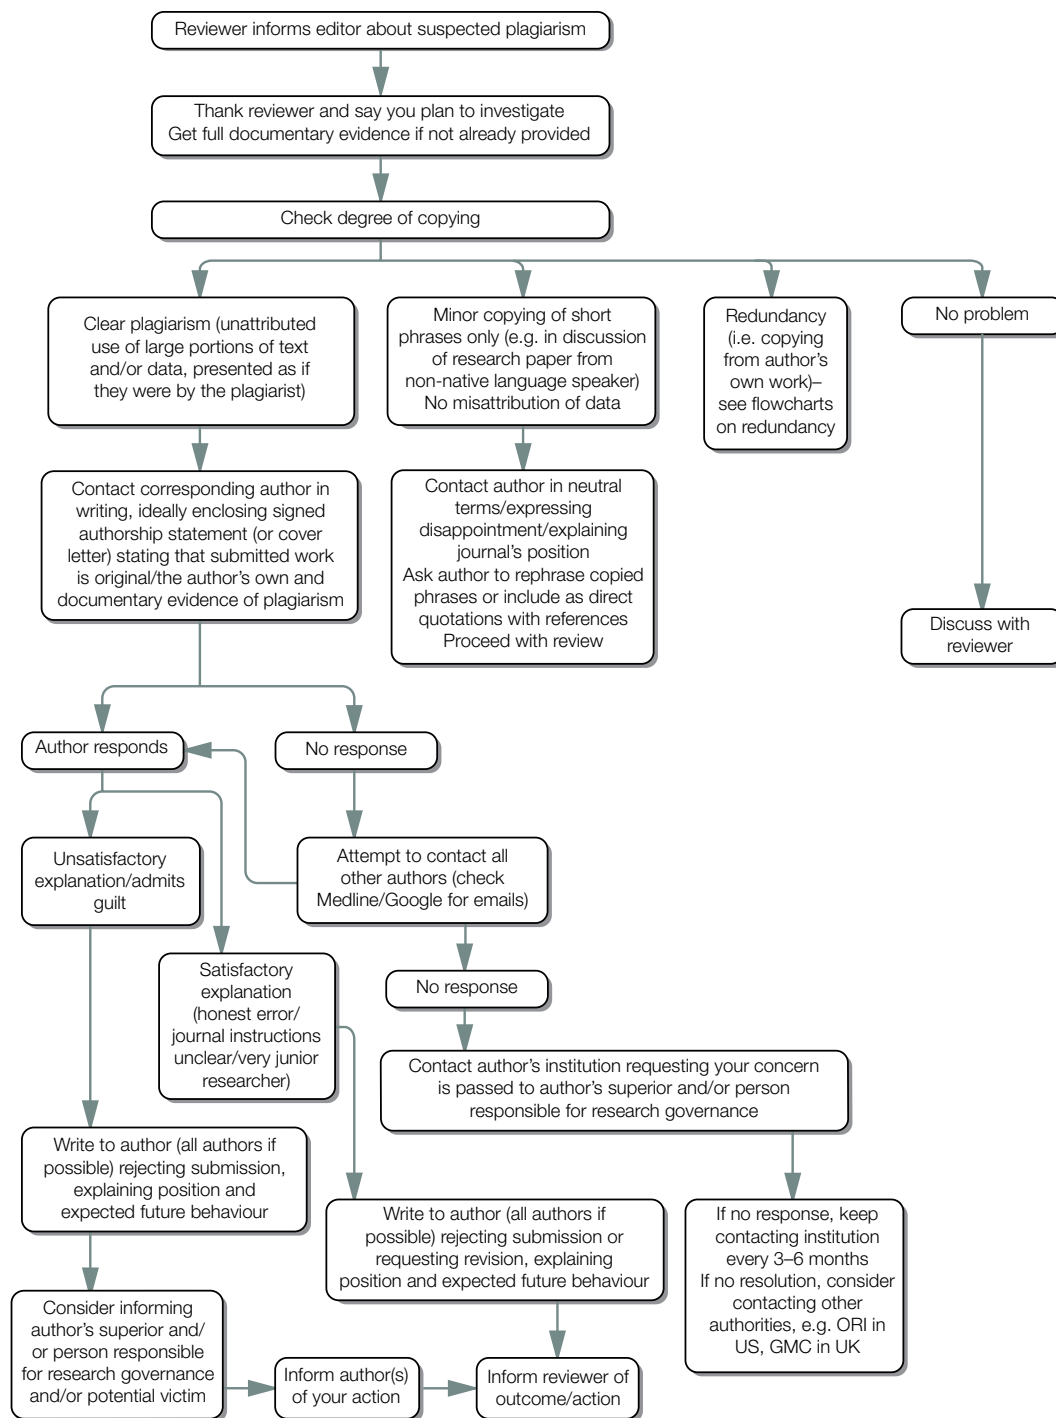 Reviewer informs editor about suspected plagiarism
Thank reviewer and say you plan to investigate
Get full documentary evidence if not already provided
Check degree of copying
Clear plagiarism (unattributed
use of large portions of text
and/or data, presented as if
they were by the plagiarist)
Minor copying of short
phrases only (e.g. in discussion
of research paper from
non-native language speaker)
No misattribution of data
Redundancy
(i.e. copying
from author's
own work)–
see flowcharts
on redundancy
No problem
Contact corresponding author in
writing, ideally enclosing signed
authorship statement (or cover
letter) stating that submitted work
is original/the author's own and
documentary evidence of plagiarism
Contact author in neutral
terms/expressing
disappointment/explaining
journal's position
Ask author to rephrase copied
phrases or include as direct
quotations with references
Proceed with review
Discuss with
reviewer
Author responds
No response
Unsatisfactory
explanation/admits
guilt
Attempt to contact all
other authors (check
Medline/Google for emails)
Satisfactory
explanation
(honest error/
journal instructions
unclear/very junior
researcher)
No response
Contact author's institution requesting your concern
is passed to author's superior and/or person
responsible for research governance
Write to author (all authors if
possible) rejecting submission,
explaining position and
expected future behaviour
Write to author (all authors if
possible) rejecting submission or
requesting revision, explaining
position and expected future behaviour
If no response, keep
contacting institution
every 3–6 months
If no resolution, consider
contacting other
authorities, e.g. ORI in
US, GMC in UK
Consider informing
author's superior and/
or person responsible
for research governance
and/or potential victim
Inform author(s)
of your action
Inform reviewer of
outcome/action